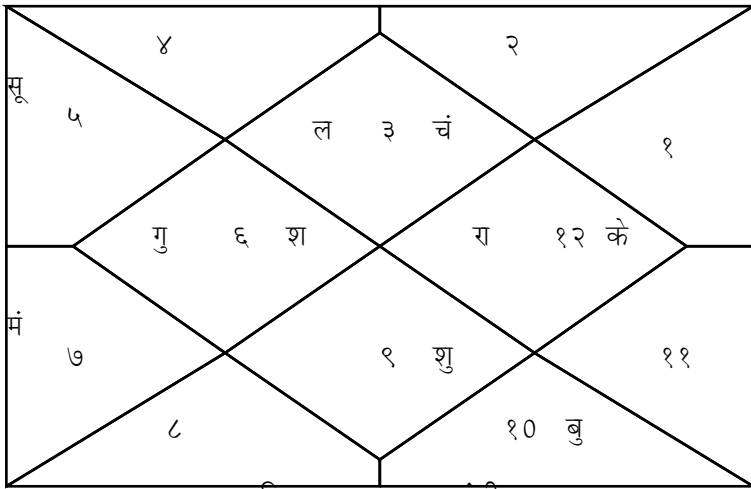 ४ २
सू
५ ल ३ चं १
गु ६ श रा १२ के
मं
७ ९ शु ११
८ १० बु